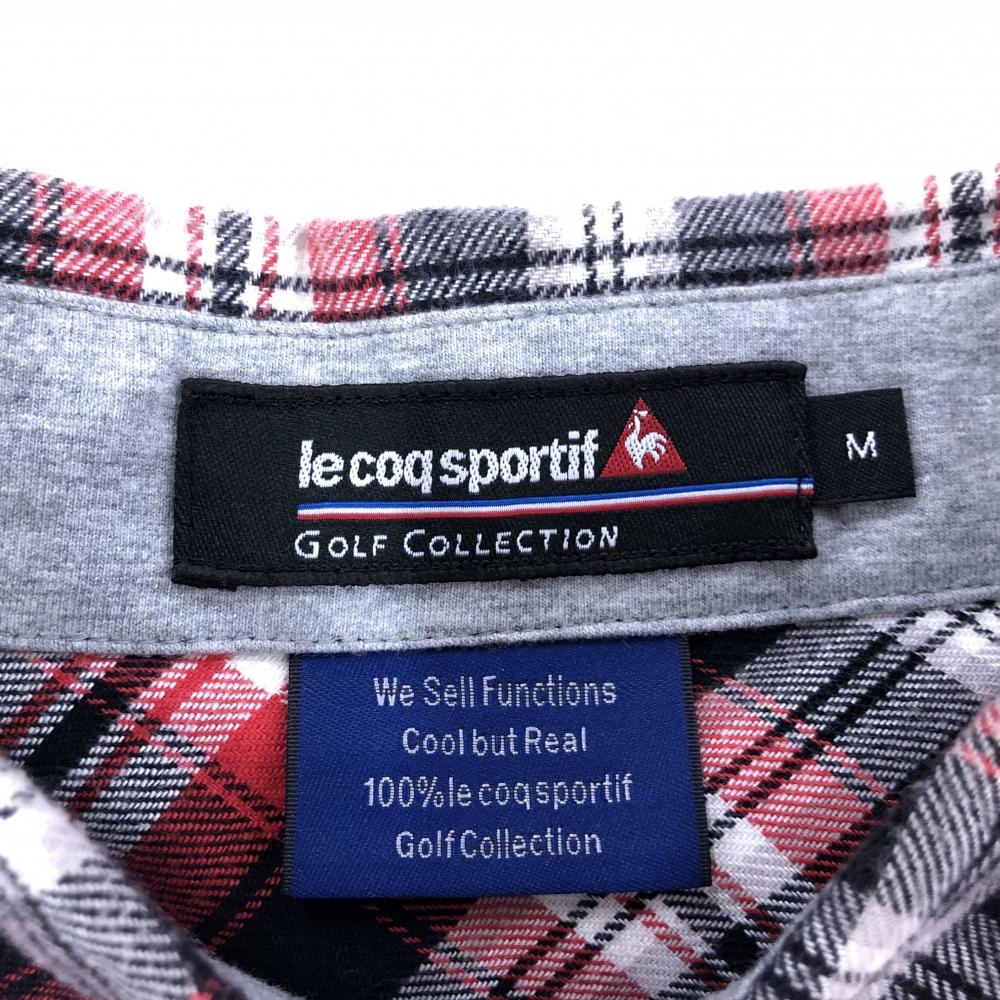 le coq sportif
M
GOLF COLLECTION
We Sell Functions
Cool but Real
100% le coq sportif
Golf Collection